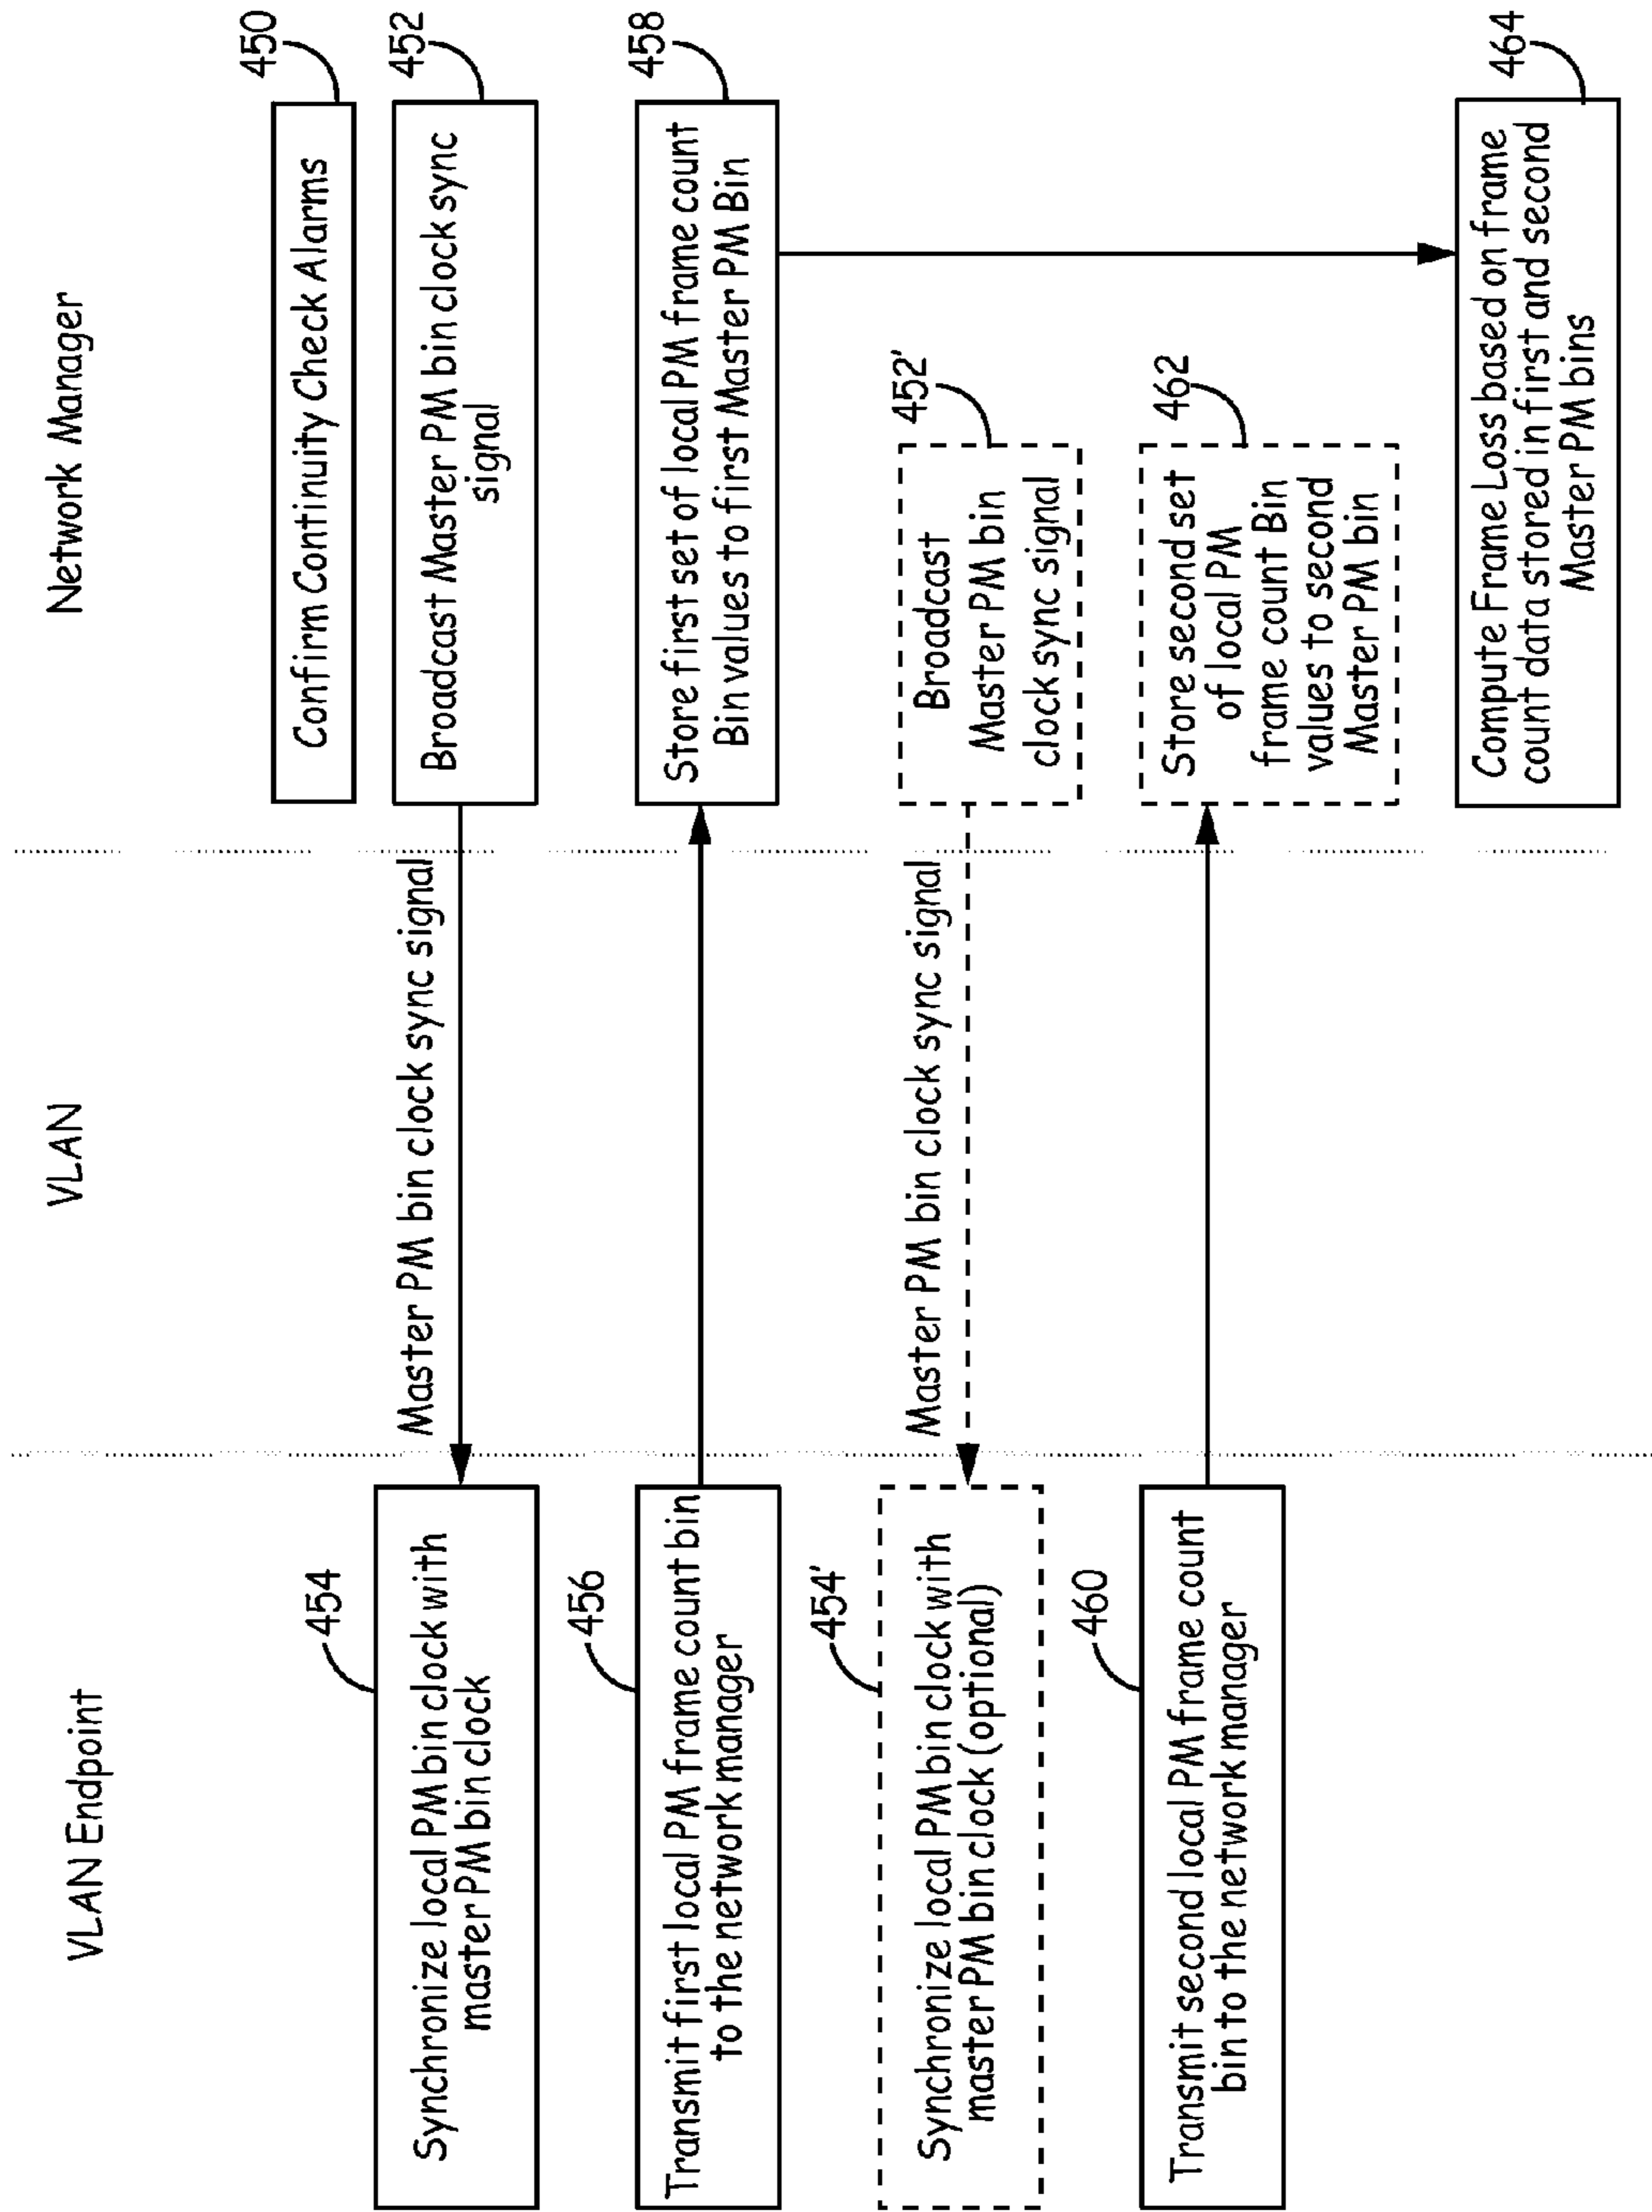 VLAN Endpoint
VLAN
Network Manager
450
Confirm Continuity Check Alarms
452
Broadcast Master PM bin clock sync
signal
Master PM bin clock sync signal
454
Synchronize local PM bin clock with
master PM bin clock
456
Transmit first local PM frame count bin
to the network manager
458
Store first set of local PM frame count
Bin values to first Master PM Bin
452'
Broadcast
Master PM bin
clock sync signal
Master PM bin clock sync signal
454'
Synchronize local PM bin clock with
master PM bin clock (optional)
460
Transmit second local PM frame count
bin to the network manager
462
Store second set
of local PM
frame count Bin
values to second
Master PM bin
464
Compute Frame Loss based on frame
count data stored in first and second
Master PM bins